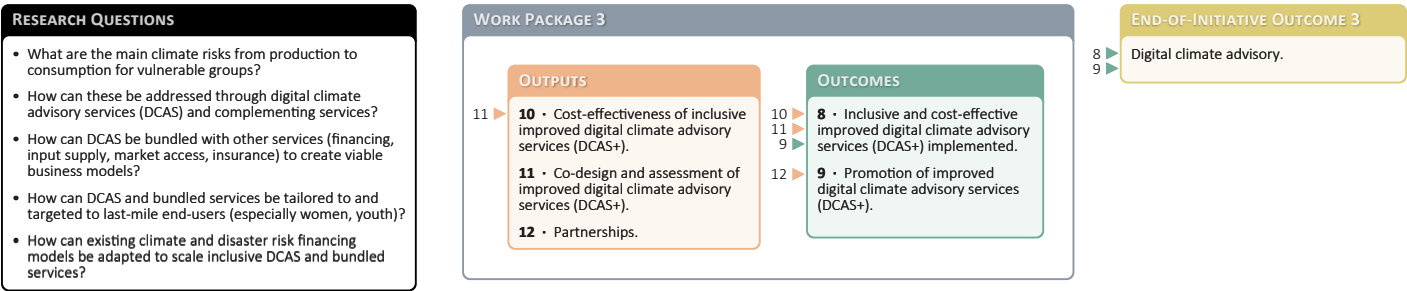 RESEARCH QUESTIONS
• What are the main climate risks from production to
consumption for vulnerable groups?
• How can these be addressed through digital climate
advisory services (DCAS) and complementing services?
• How can DCAS be bundled with other services (financing,
input supply, market access, insurance) to create viable
business models?
• How can DCAS and bundled services be tailored to and
targeted to last-mile end-users (especially women, youth)?
• How can existing climate and disaster risk financing
models be adapted to scale inclusive DCAS and bundled
services?
WORK PACKAGE 3
OUTPUTS
11
10 · Cost-effectiveness of inclusive
improved digital climate advisory
services (DCAS+).
11 · Co-design and assessment of
improved digital climate advisory
services (DCAS+).
12 · Partnerships.
OUTCOMES
10
11
9
8 · Inclusive and cost-effective
improved digital climate advisory
services (DCAS+) implemented.
12
9 · Promotion of improved
digital climate advisory services
(DCAS+).
END-OF-INITIATIVE OUTCOME 3
8
9
Digital climate advisory.